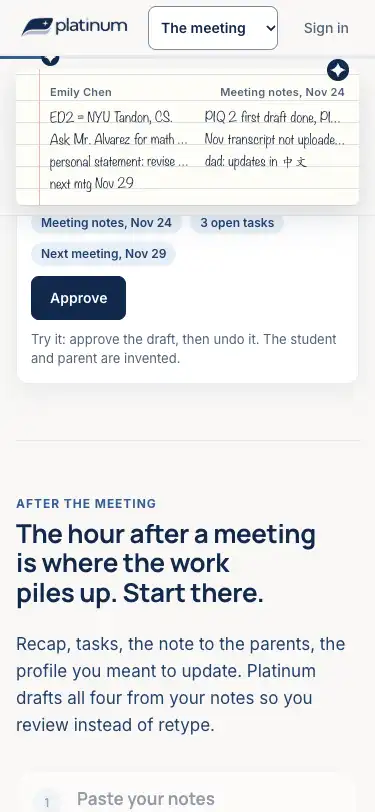 platinum
The meeting
Sign in
Emily Chen
Meeting notes, Nov 24
ED2 = NYU Tandon, CS.
Ask Mr. Alvarez for math ...
personal statement: revise ...
next mtg Nov 29
PIQ 2 first draft done, PI...
Nov transcript not uploade...
dad: updates in 中文
Meeting notes, Nov 24
3 open tasks
Next meeting, Nov 29
Approve
Try it: approve the draft, then undo it. The student
and parent are invented.
AFTER THE MEETING
The hour after a meeting
is where the work
piles up. Start there.
Recap, tasks, the note to the parents, the
profile you meant to update. Platinum
drafts all four from your notes so you
review instead of retype.
1
Paste your notes